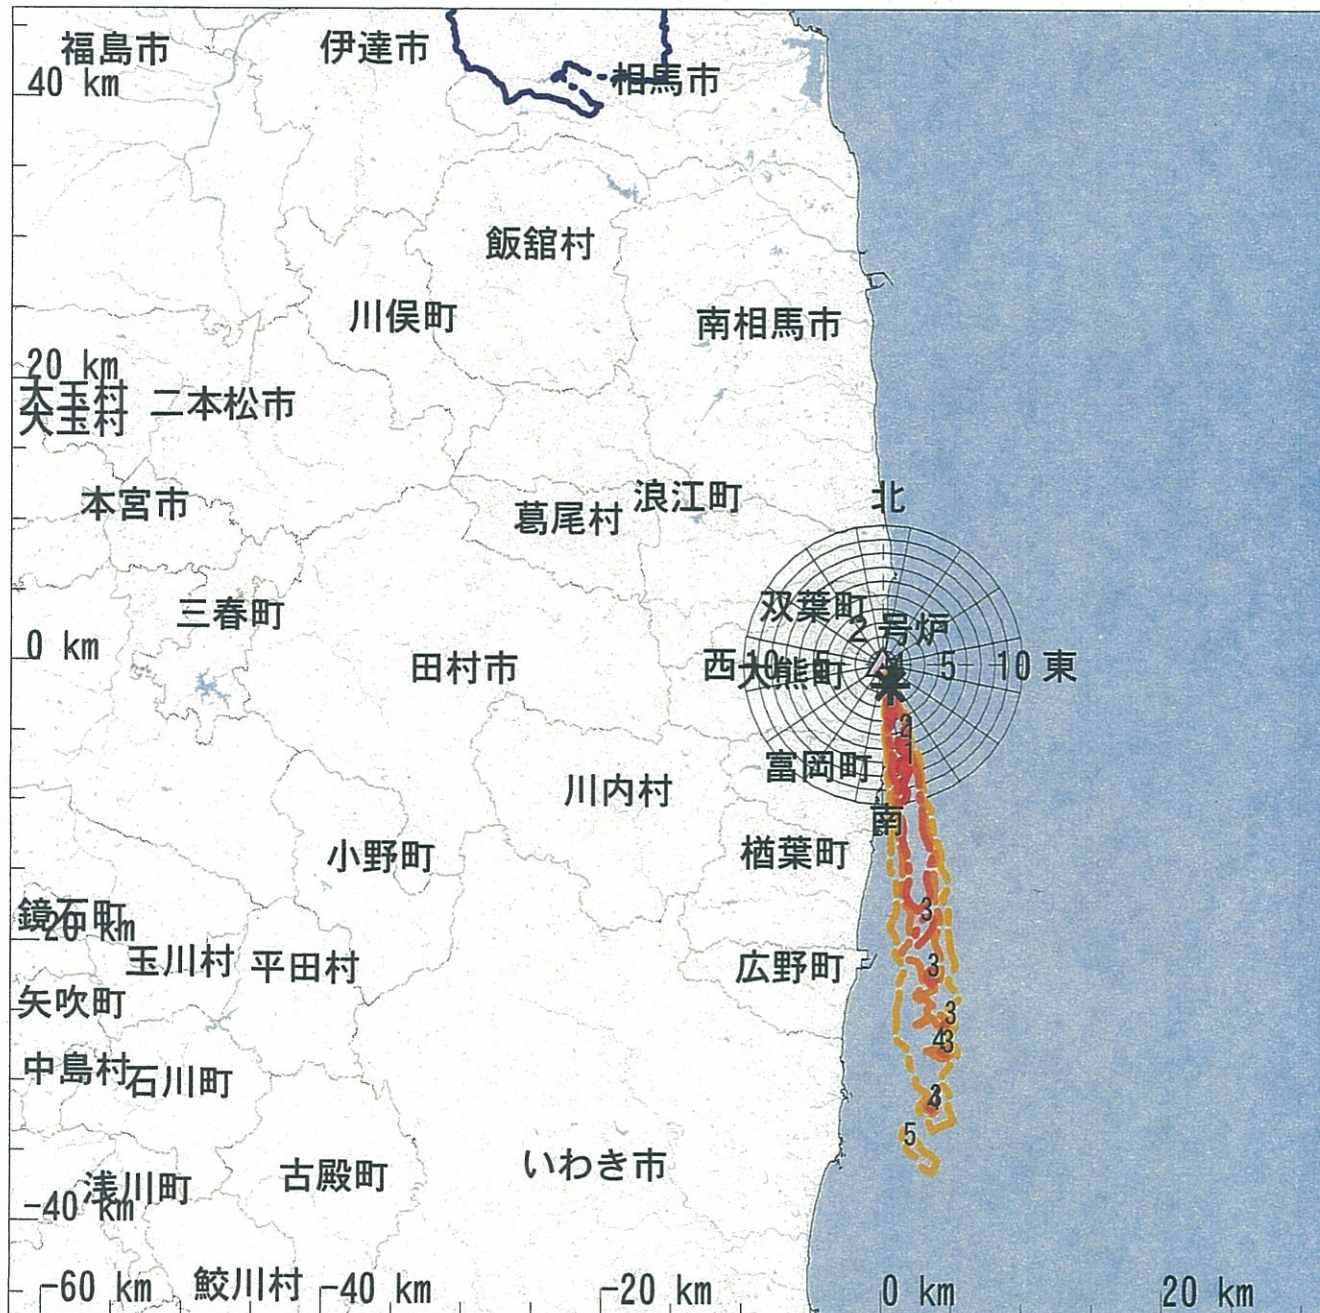 福島市
伊達市
相馬市
40 km
飯舘村
川俣町
南相馬市
20 km
大玉村
二本松市
大玉村
本宮市
浪江町
北
葛尾村
三春町
双葉町
2号炉
0 km
田村市
西
10
5
大熊町
5
10
東
2
1
富岡町
川内村
南
小野町
楢葉町
鏡石町
-20 km
3
玉川村
平田村
広野町
3
矢吹町
3
4
3
中島村
石川町
5
いわき市
古殿町
浅川町
-40 km
-60 km
鮫川村
-40 km
-20 km
0 km
20 km